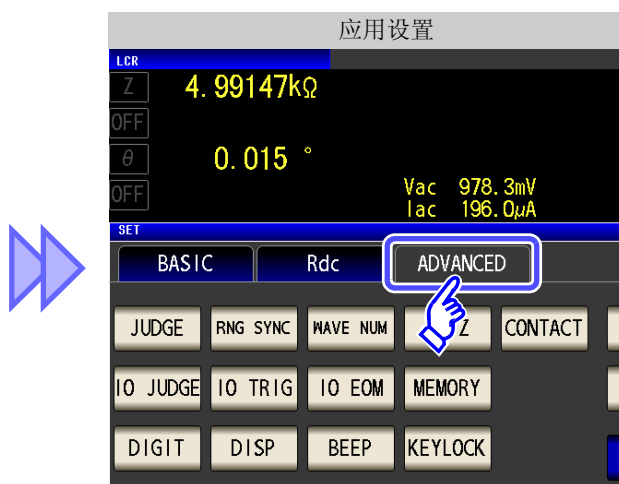 应用设置
LCR
Z 4.99147kΩ
OFF
θ 0.015 °
OFF
Vac 978.3mV
Iac 196.0μA
SET
BASIC Rdc ADVANCED
JUDGE RNG SYNC WAVE NUM Z CONTACT
IO JUDGE IO TRIG IO EOM MEMORY
DIGIT DISP BEEP KEYLOCK